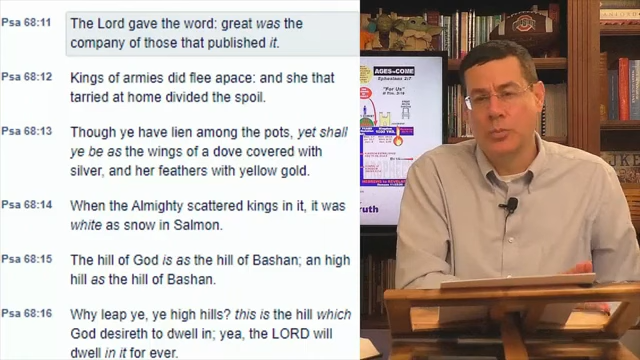 Psa 68:11
The Lord gave the word: great was the
company of those that published it.
Psa 68:12
Kings of armies did flee apace: and she that
tarried at home divided the spoil.
Psa 68:13
Though ye have lien among the pots, yet shall
ye be as the wings of a dove covered with
silver, and her feathers with yellow gold.
Psa 68:14
When the Almighty scattered kings in it, it was
white as snow in Salmon.
Psa 68:15
The hill of God is as the hill of Bashan; an high
hill as the hill of Bashan.
Psa 68:16
Why leap ye, ye high hills? this is the hill which
God desireth to dwell in; yea, the LORD will
dwell in it for ever.
AGES to COME
Ephesians 2:7
"For Us"